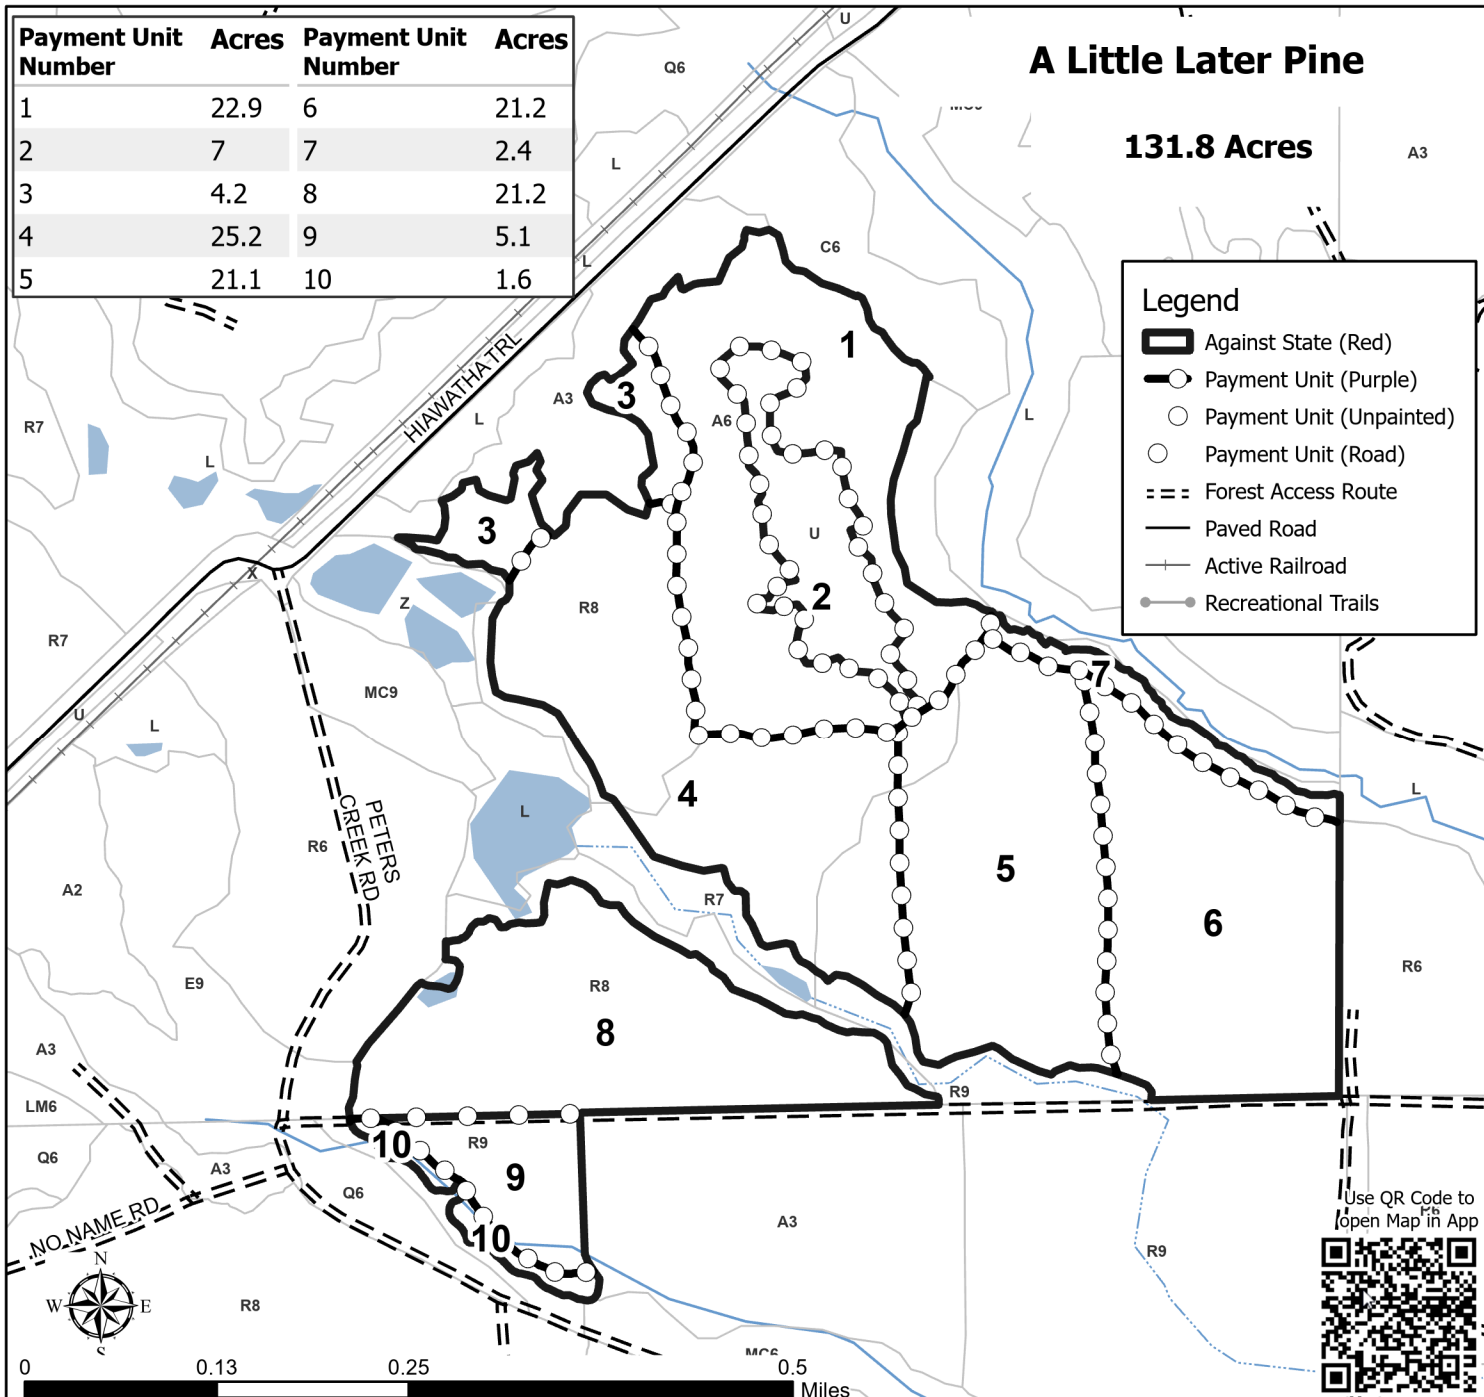 Payment Unit Number Acres Payment Unit Number Acres
1 22.9 6 21.2
2 7 7 2.4
3 4.2 8 21.2
4 25.2 9 5.1
5 21.1 10 1.6
A Little Later Pine
131.8 Acres
Legend
Against State (Red)
Payment Unit (Purple)
Payment Unit (Unpainted)
Payment Unit (Road)
Forest Access Route
Paved Road
Active Railroad
Recreational Trails
U
Q6
A3
L
C6
L
1
3
A3
A6
L
L
HIAWATHA TRL
R7
L
3
U
X
Z
R8
2
R7
MC9
7
U
L
4
L
PETERS
CREEK RD
L
R6
5
A2
R7
6
E9
R8
R6
8
A3
R9
LM6
10
R9
Q6
A3
9
Q6
NO NAME RD
10
A3
R9
Use QR Code to
open Map in App
R6
N
W E
S
R8
MC6
0 0.13 0.25 0.5
Miles